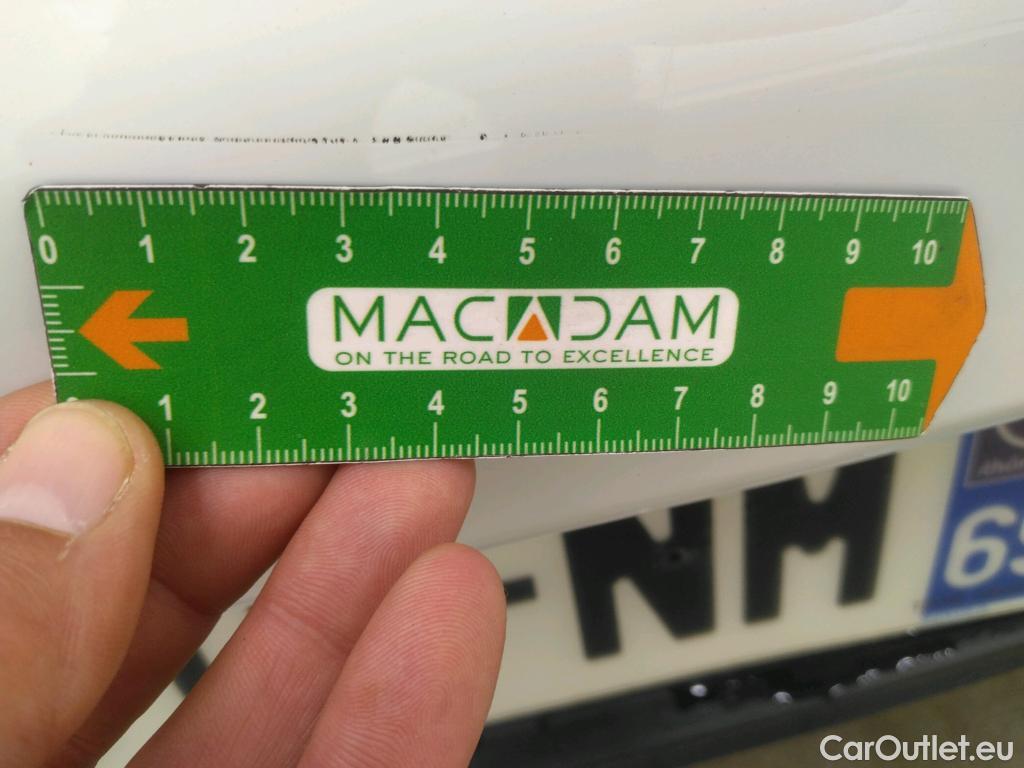 0 1 2 3 4 5 6 7 8 9 10
MACADAM
ON THE ROAD TO EXCELLENCE
1 2 3 4 5 6 7 8 9 10
-NM
69
CarOutlet.eu